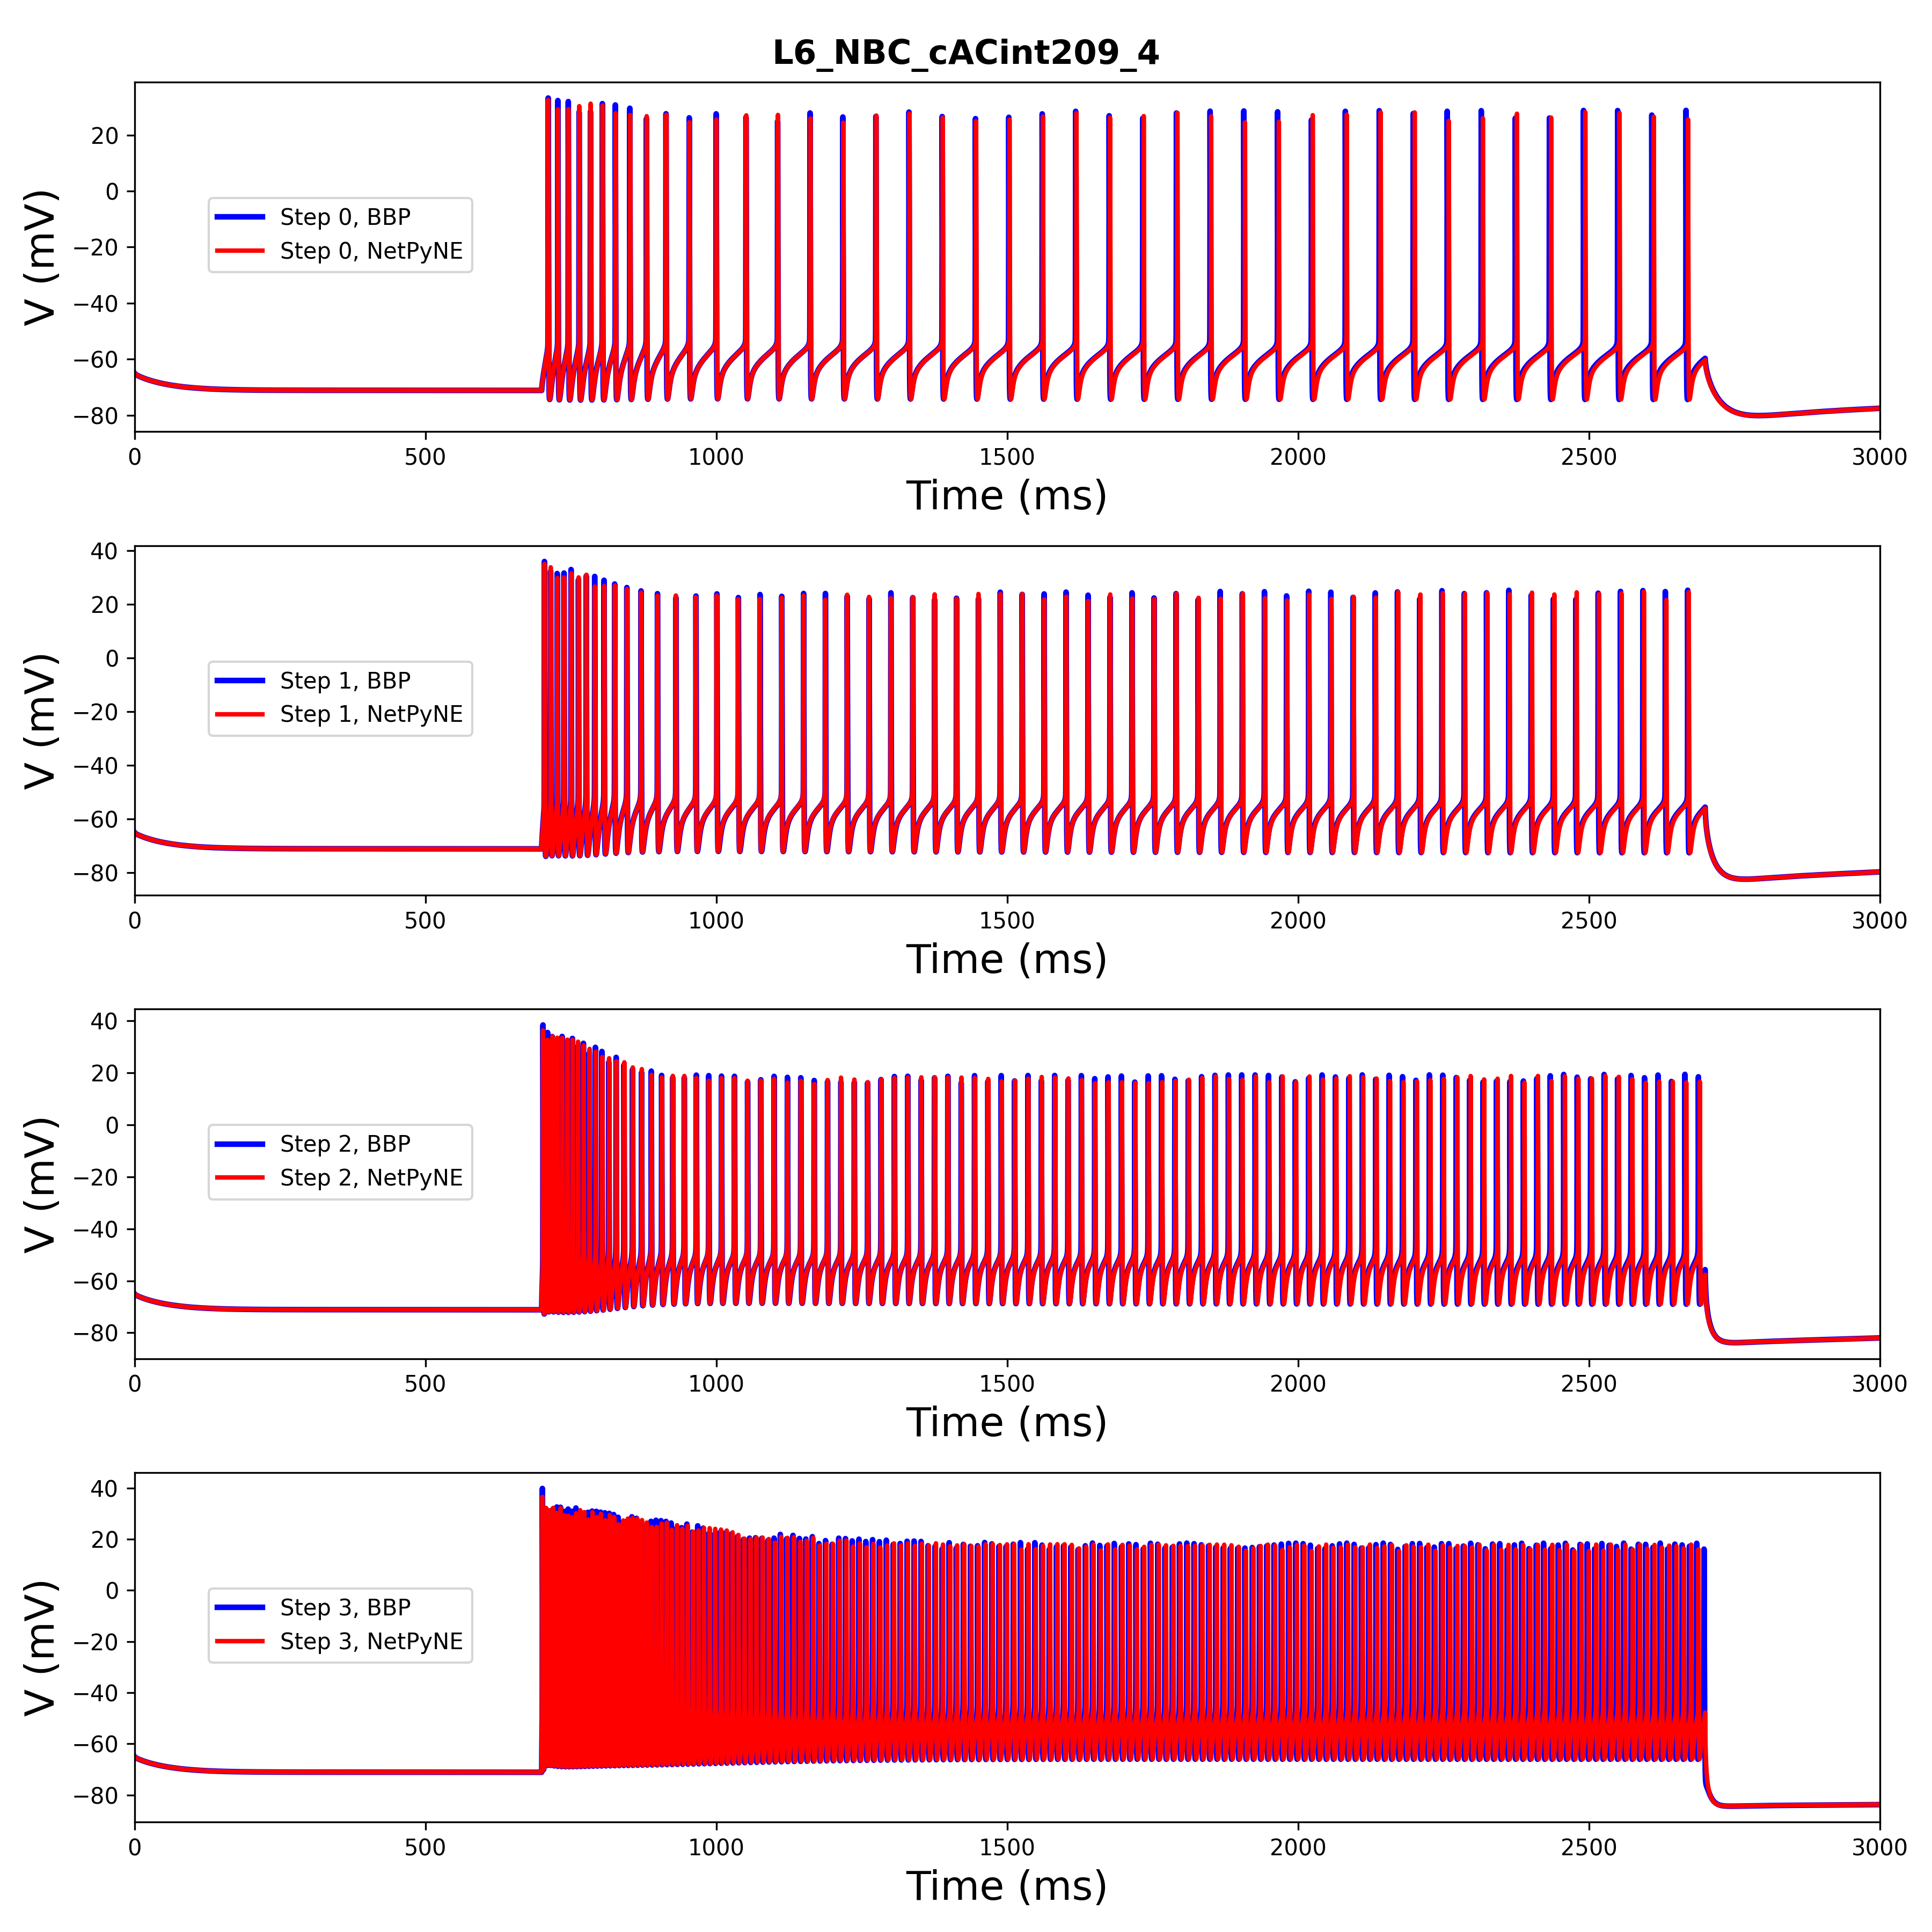 L6_NBC_cACint209_4
20
0
−20
−40
−60
−80
V (mV)
Step 0, BBP
Step 0, NetPyNE
0 500 1000 1500 2000 2500 3000
Time (ms)
40
20
0
−20
−40
−60
−80
V (mV)
Step 1, BBP
Step 1, NetPyNE
0 500 1000 1500 2000 2500 3000
Time (ms)
40
20
0
−20
−40
−60
−80
V (mV)
Step 2, BBP
Step 2, NetPyNE
0 500 1000 1500 2000 2500 3000
Time (ms)
40
20
0
−20
−40
−60
−80
V (mV)
Step 3, BBP
Step 3, NetPyNE
0 500 1000 1500 2000 2500 3000
Time (ms)